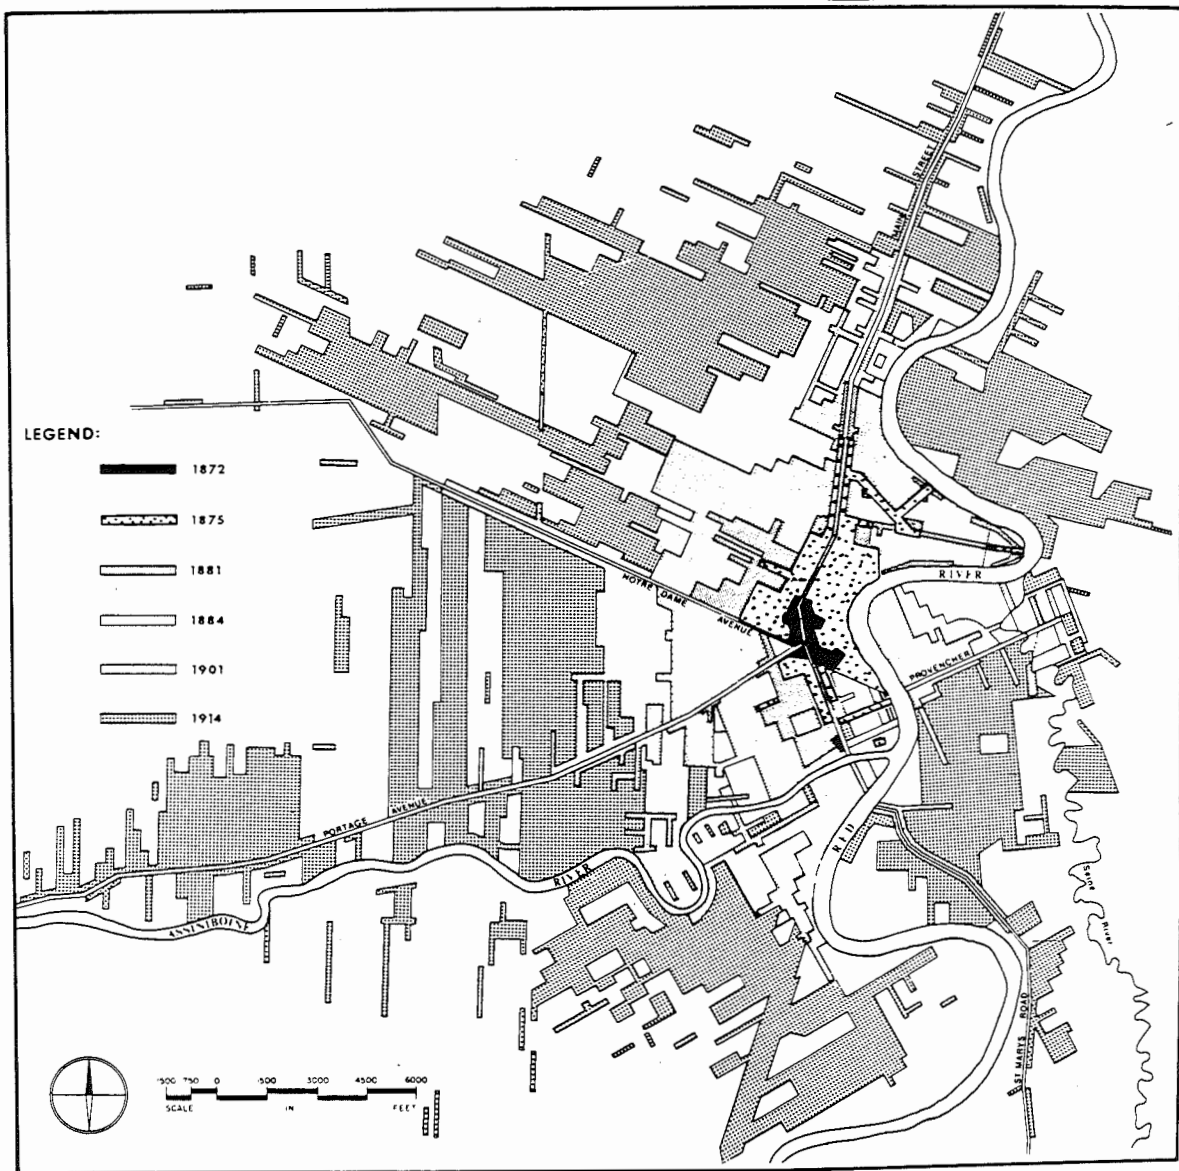 MAIN STREET
LEGEND:
1872
1875
1881
1884
1901
1914
NOTRE DAME AVENUE
RIVER
PROVENCHER
PORTAGE AVENUE
RED
RIVER
ASSINIBOINE
Seine River
ST MARYS ROAD
1500 750 0 1500 3000 4500 6000
SCALE IN FEET